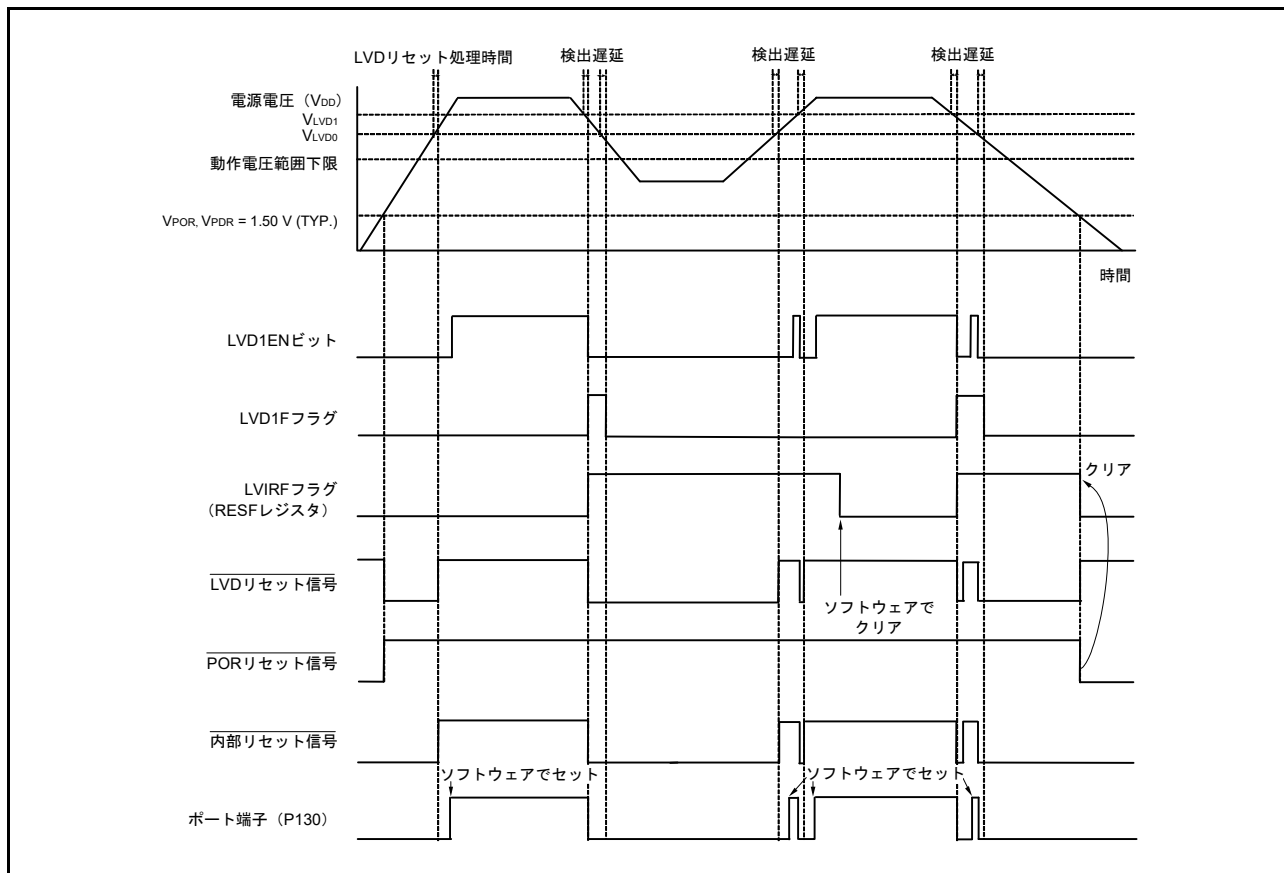 LVDリセット処理時間
検出遅延
検出遅延
検出遅延
電源電圧（VDD）
VLVD1
VLVD0
動作電圧範囲下限
VPOR, VPDR = 1.50 V (TYP.)
時間
LVD1ENビット
LVD1Fフラグ
クリア
LVIRFフラグ
（RESFレジスタ）
LVDリセット信号
ソフトウェアで
クリア
PORリセット信号
内部リセット信号
ソフトウェアでセット
ソフトウェアでセット
ポート端子（P130）